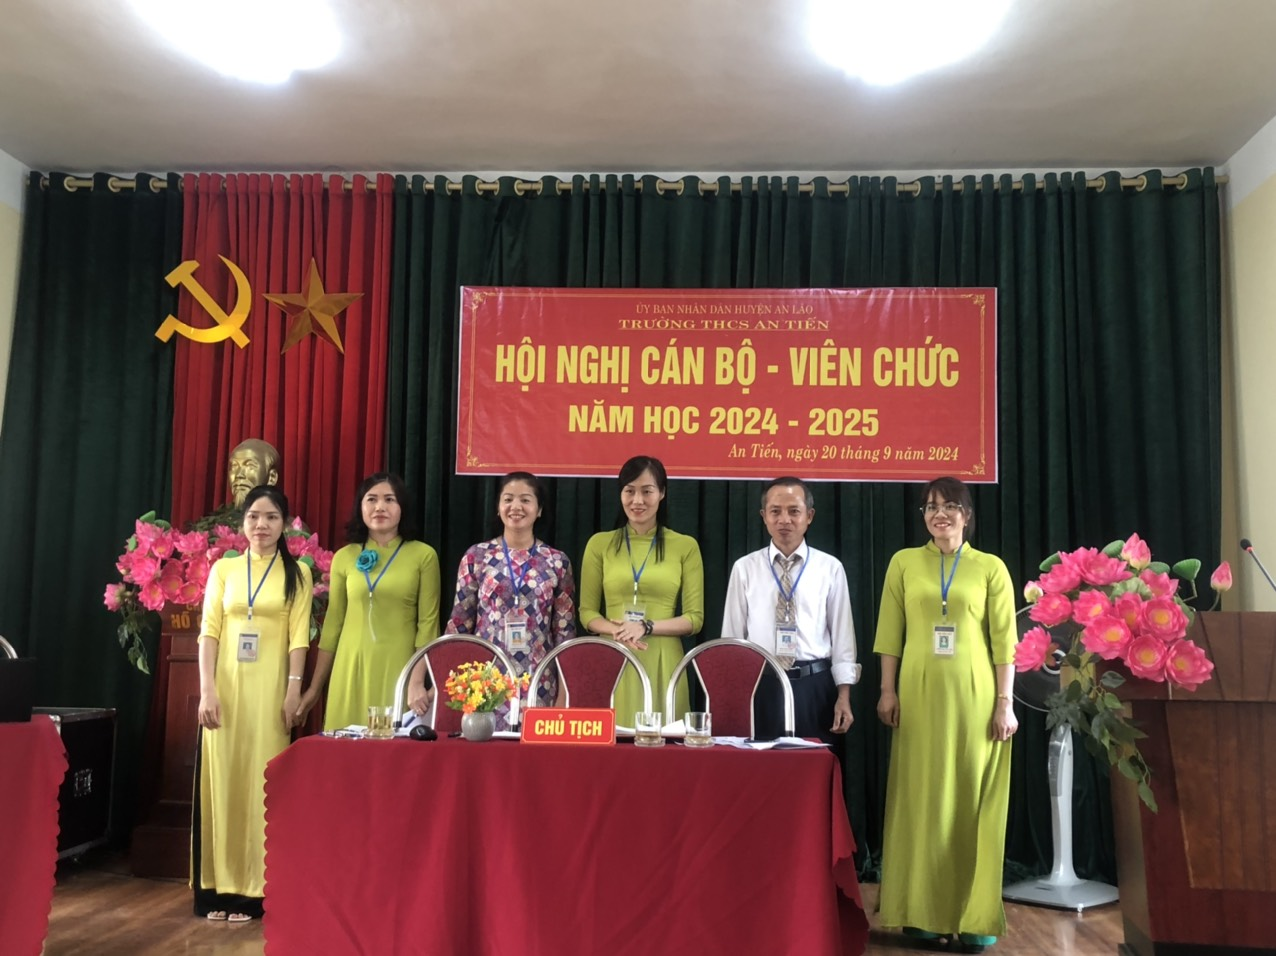 ỦY BAN NHÂN DÂN HUYỆN AN LÃO
TRƯỜNG THCS AN TIẾN
HỘI NGHỊ CÁN BỘ - VIÊN CHỨC
NĂM HỌC 2024 - 2025
An Tiến, ngày 20 tháng 9 năm 2024
HỒ
CHỦ TỊCH